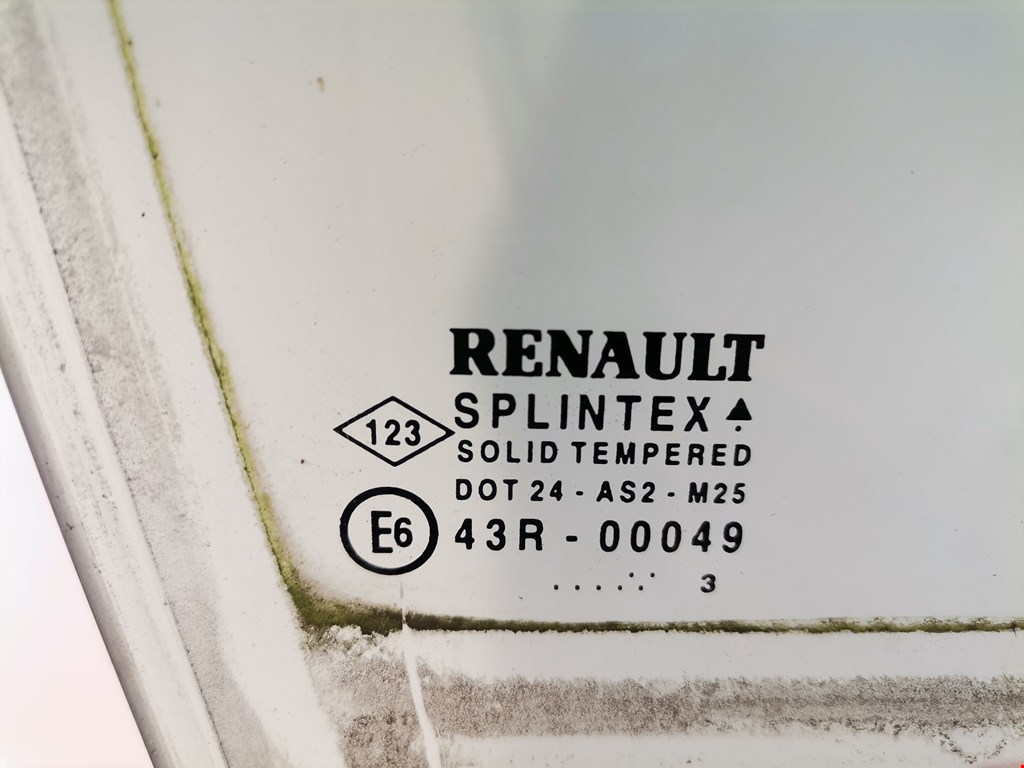 RENAULT
SPLINTEX
123
SOLID TEMPERED
DOT 24 - AS2 - M25
E6
43R - 00049
..... . . 3